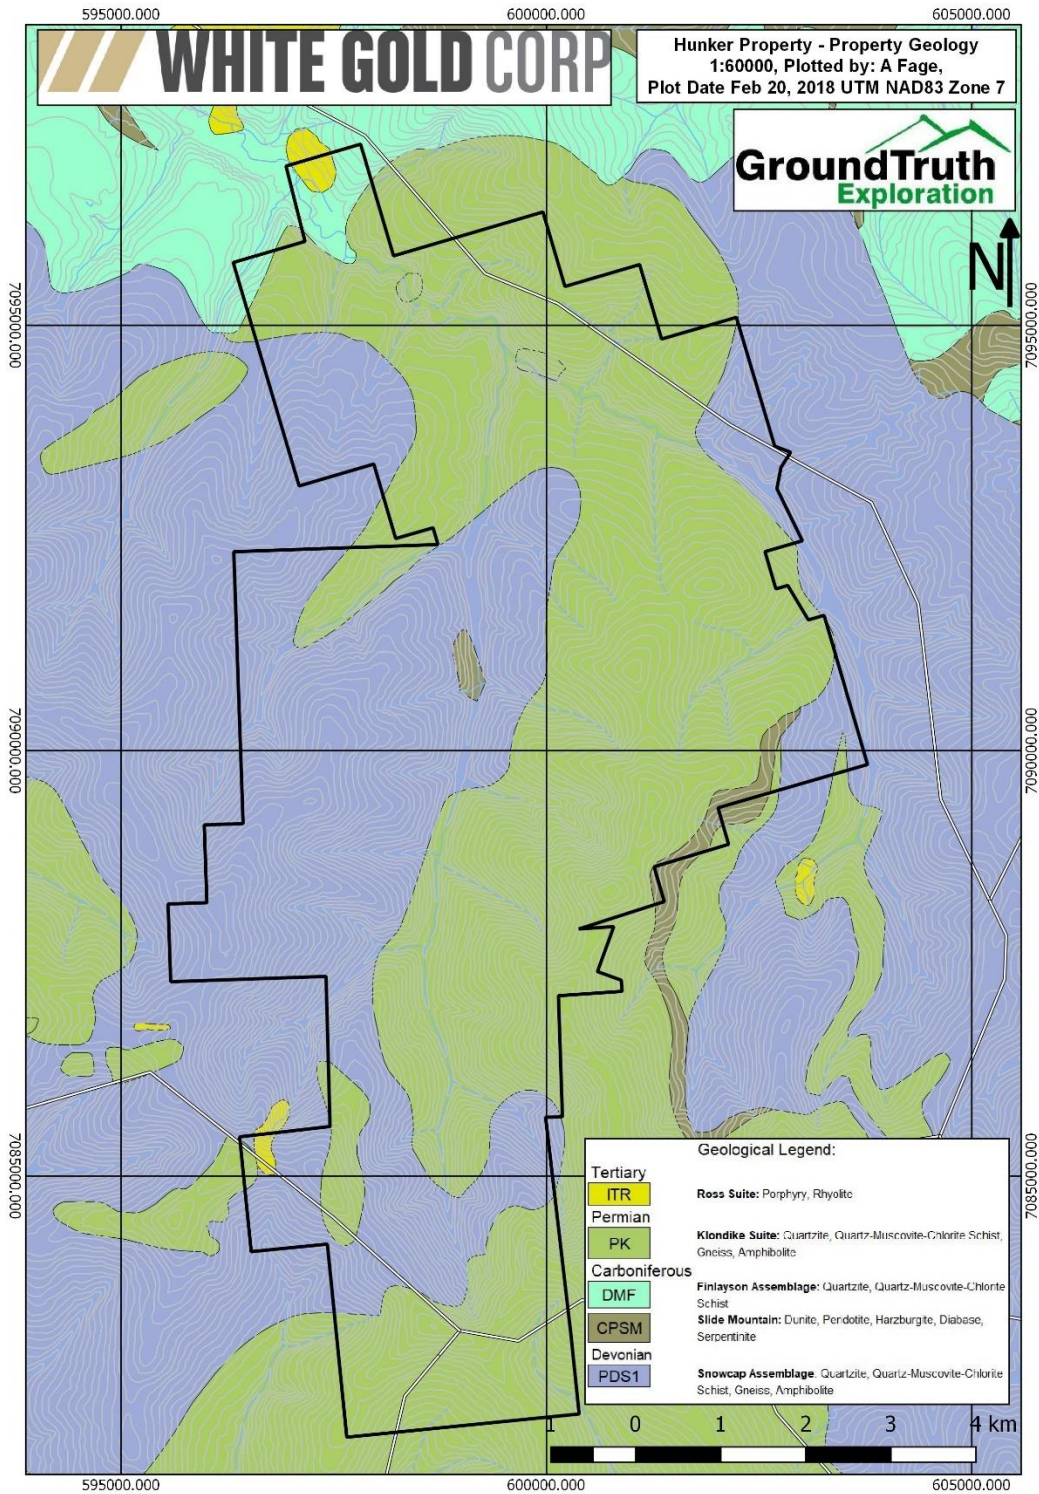 595000.000
600000.000
605000.000
WHITE GOLD CORP
Hunker Property - Property Geology
1:60000, Plotted by: A Fage,
Plot Date Feb 20, 2018 UTM NAD83 Zone 7
GroundTruth
Exploration
N
7095000.000
7095000.000
7090000.000
7090000.000
7085000.000
7085000.000
Geological Legend:
Tertiary
ITR
Ross Suite: Porphyry, Rhyolite
Permian
PK
Klondike Suite: Quartzite, Quartz-Muscovite-Chlorite Schist,
Gneiss, Amphibolite
Carboniferous
DMF
Finlayson Assemblage: Quartzite, Quartz-Muscovite-Chlorite
Schist
CPSM
Slide Mountain: Dunite, Peridotite, Harzburgite, Diabase,
Serpentinite
Devonian
PDS1
Snowcap Assemblage: Quartzite, Quartz-Muscovite-Chlorite
Schist, Gneiss, Amphibolite
1 0 1 2 3 4 km
595000.000
600000.000
605000.000